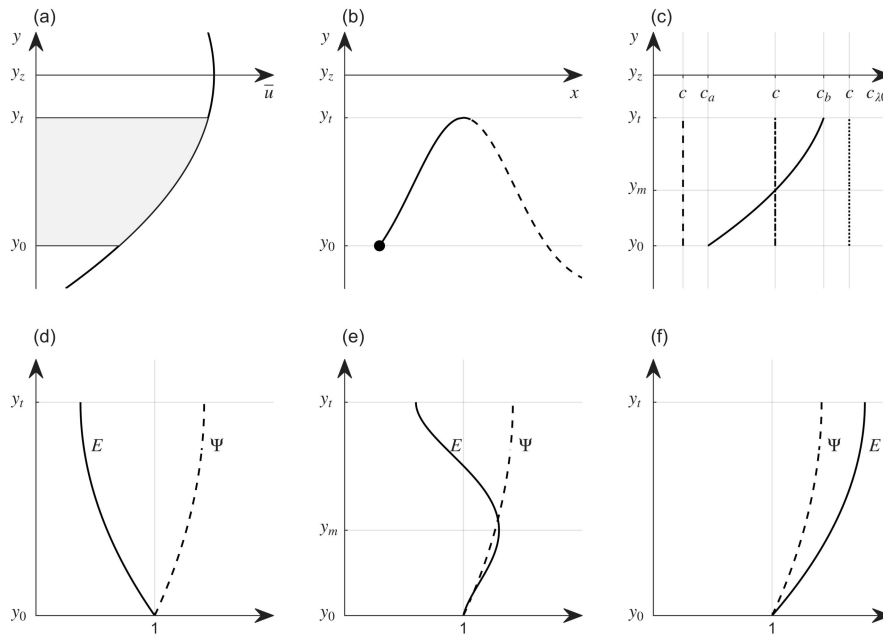 (a)
y
y_z
u̅
y_t
y_0
(b)
y
y_z
x
y_t
y_0
(c)
y
y_z
c c_a c c_b c c_λ0
y_t
y_m
y_0
(d)
y_t
E Ψ
y_0
1
(e)
y_t
E Ψ
y_m
y_0
1
(f)
y_t
Ψ E
y_0
1